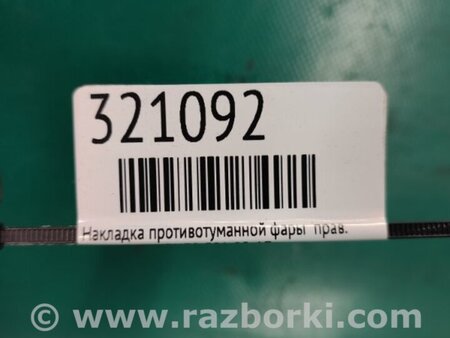 321092
Накладка противотуманной фары прав.
© www.razborki.com